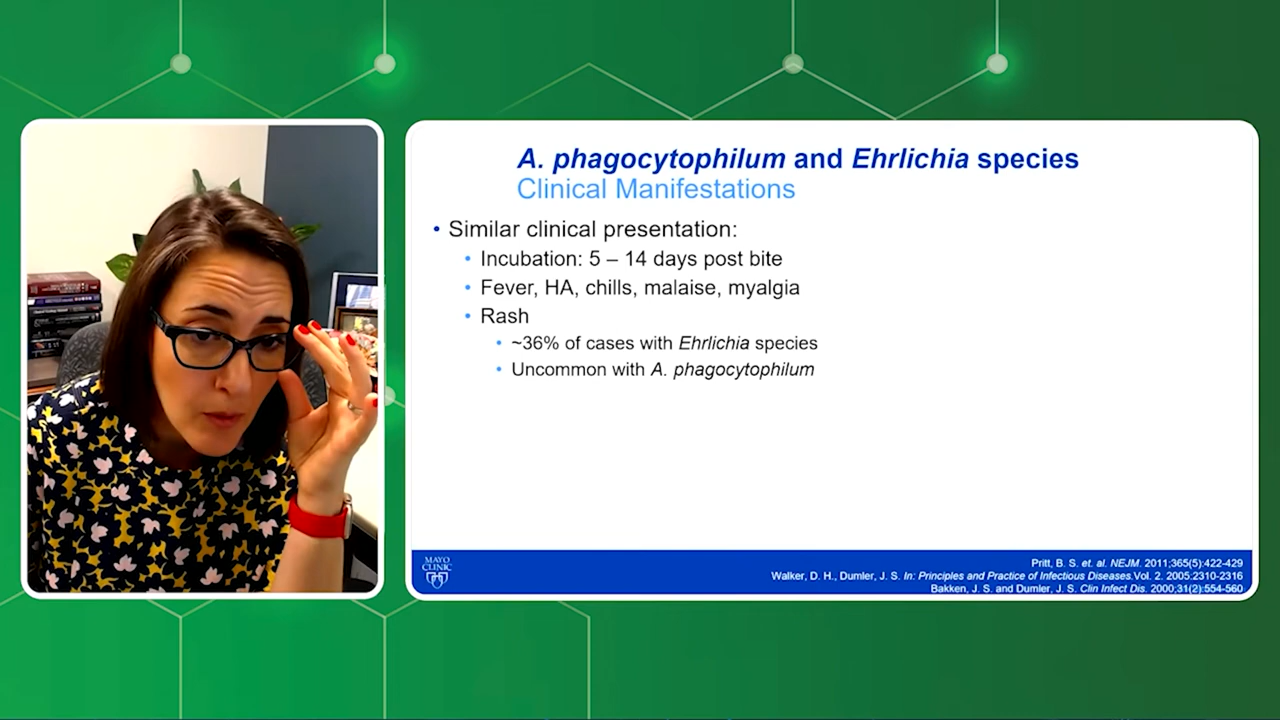 A. phagocytophilum and Ehrlichia species
Clinical Manifestations
• Similar clinical presentation:
• Incubation: 5 – 14 days post bite
• Fever, HA, chills, malaise, myalgia
• Rash
• ~36% of cases with Ehrlichia species
• Uncommon with A. phagocytophilum
MAYO
CLINIC
Pritt, B. S. et. al. NEJM. 2011;365(5):422-429
Walker, D. H., Dumler, J. S. In: Principles and Practice of Infectious Diseases.Vol. 2. 2005:2310-2316
Bakken, J. S. and Dumler, J. S. Clin Infect Dis. 2000;31(2):554-560